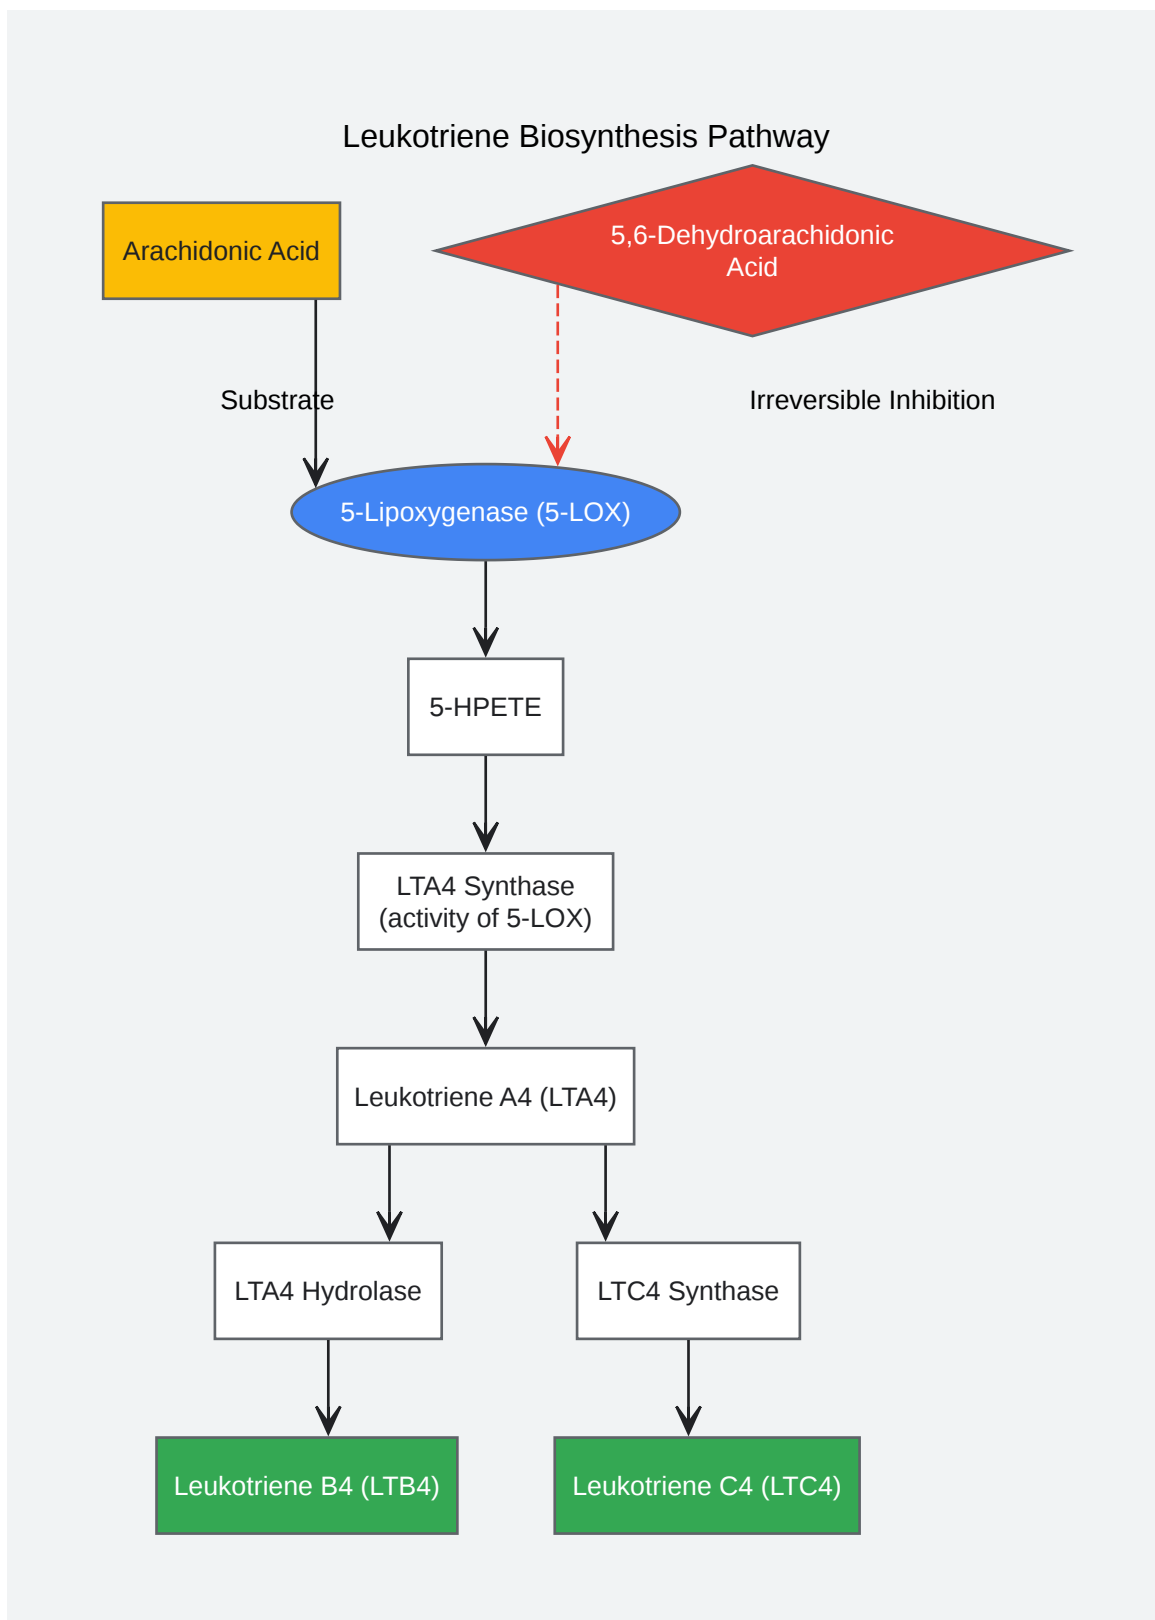 Leukotriene Biosynthesis Pathway
Arachidonic Acid
5,6-Dehydroarachidonic
Acid
Substrate
Irreversible Inhibition
5-Lipoxygenase (5-LOX)
5-HPETE
LTA4 Synthase
(activity of 5-LOX)
Leukotriene A4 (LTA4)
LTA4 Hydrolase
LTC4 Synthase
Leukotriene B4 (LTB4)
Leukotriene C4 (LTC4)